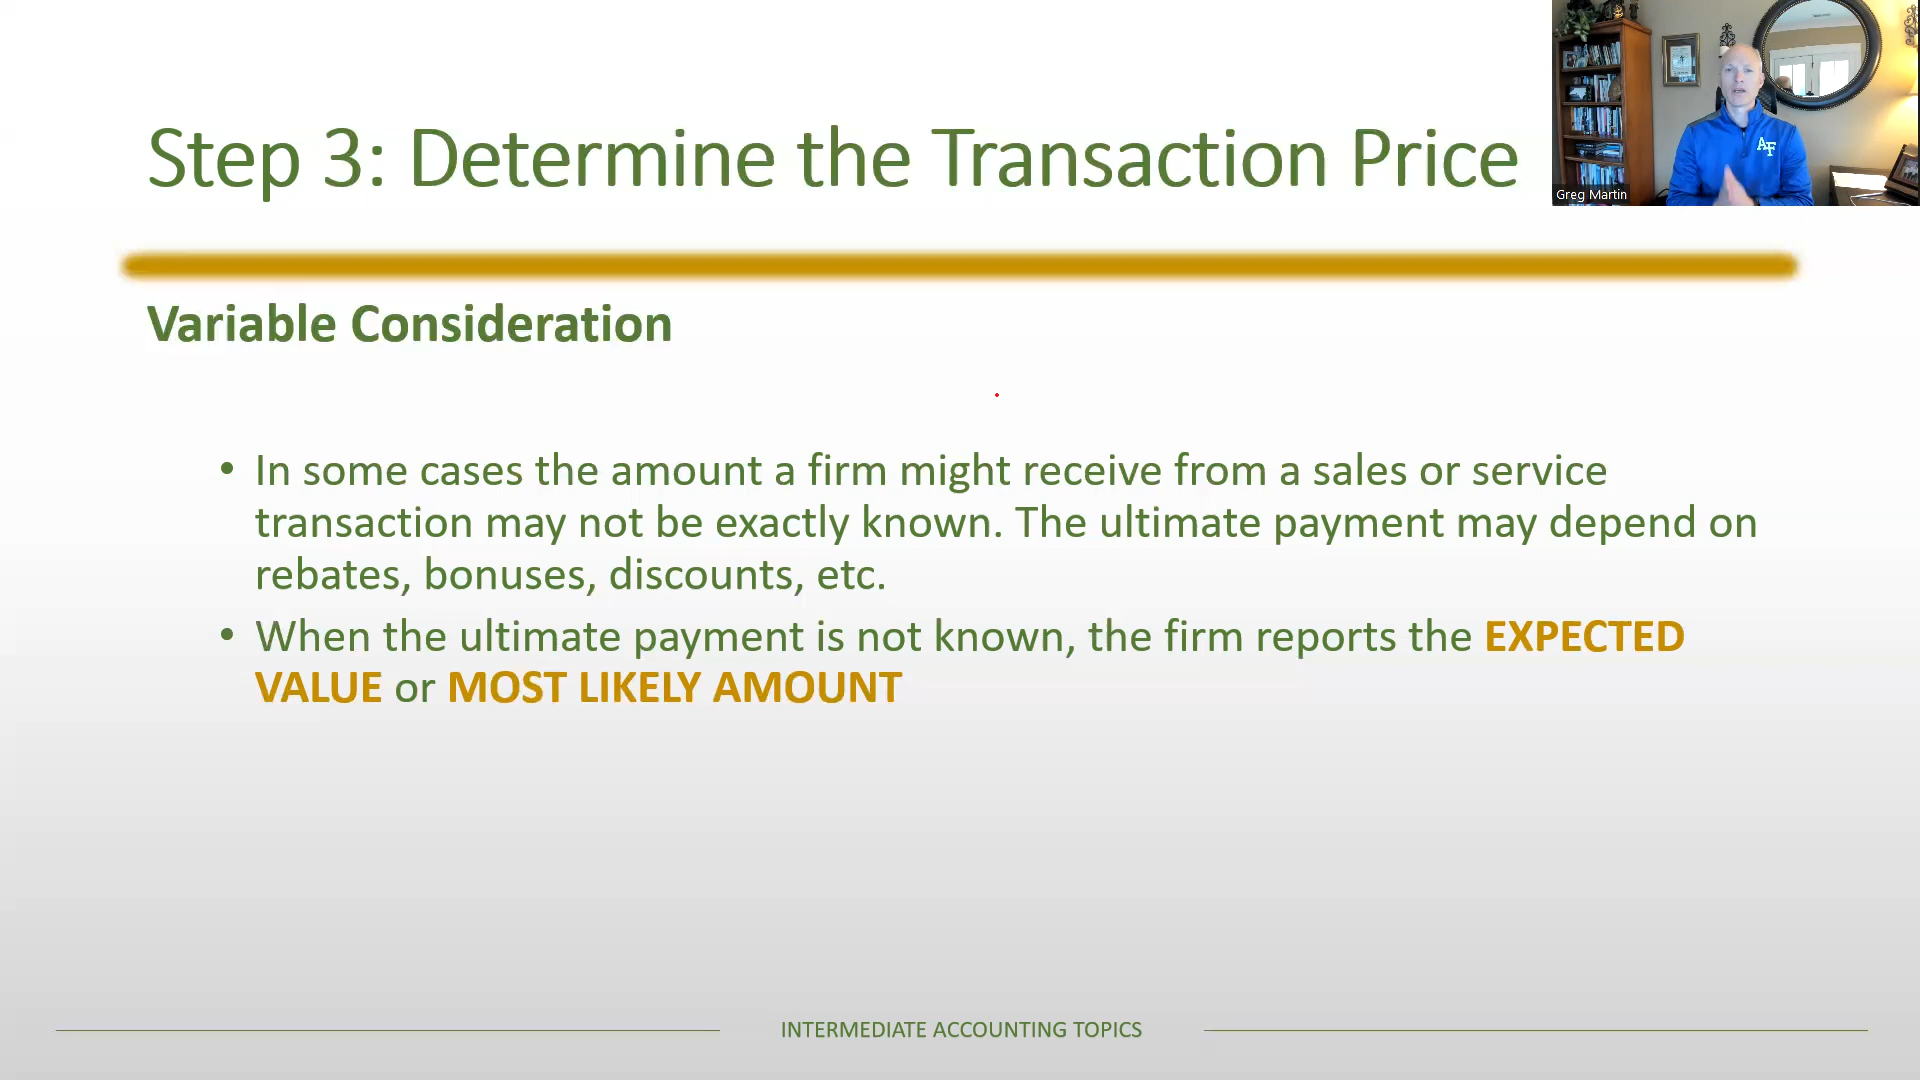 Step 3: Determine the Transaction Price
AF
Greg Martin
Variable Consideration
• In some cases the amount a firm might receive from a sales or service
transaction may not be exactly known. The ultimate payment may depend on
rebates, bonuses, discounts, etc.
• When the ultimate payment is not known, the firm reports the EXPECTED
VALUE or MOST LIKELY AMOUNT
INTERMEDIATE ACCOUNTING TOPICS